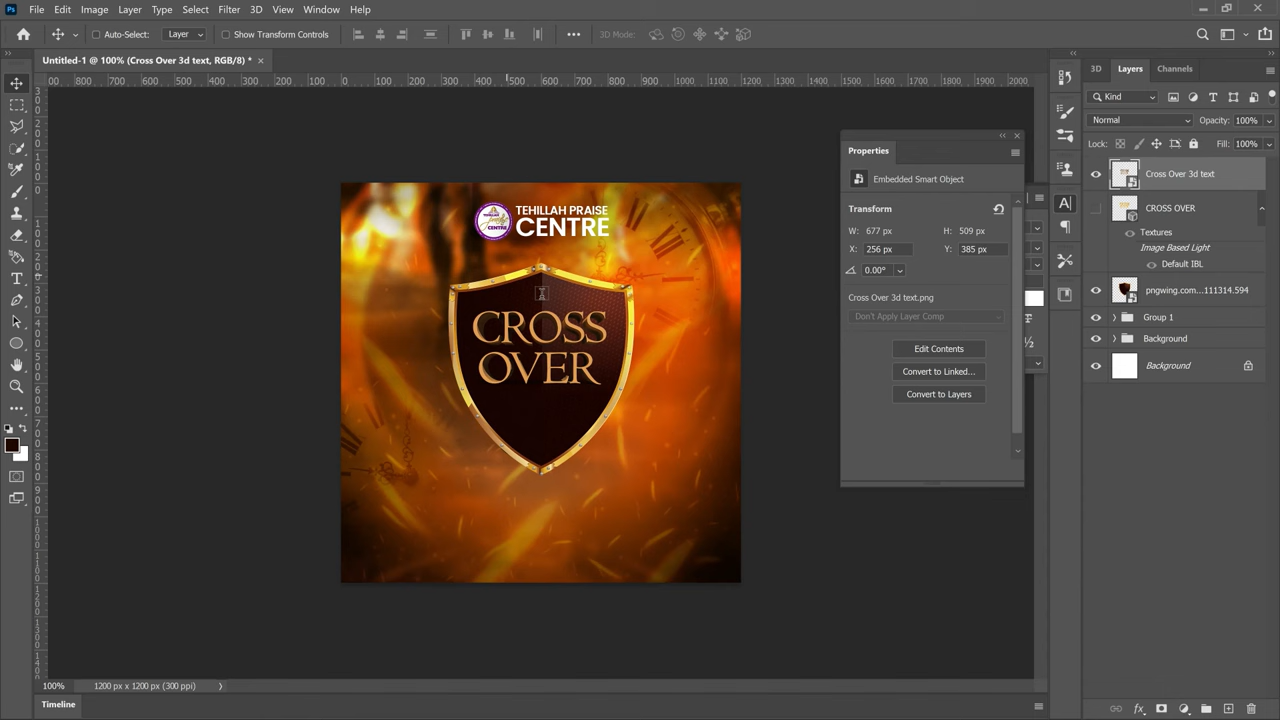 Ps File Edit Image Layer Type Select Filter 3D View Window Help
Auto-Select: Layer Show Transform Controls 3D Mode:
Untitled-1 @ 100% (Cross Over 3d text, RGB/8) *
3D Layers Channels
Kind
Normal Opacity: 100%
Lock: Fill: 100%
Cross Over 3d text
CROSS OVER
Textures
Image Based Light
Default IBL
pngwing.com...111314.594
Group 1
Background
Background
Properties
Embedded Smart Object
Transform
W: 677 px H: 509 px
X: 256 px Y: 385 px
0.00°
Cross Over 3d text.png
Don't Apply Layer Comp
Edit Contents
Convert to Linked...
Convert to Layers
TEHILLAH PRAISE
CENTRE
CROSS
OVER
100% 1200 px x 1200 px (300 ppi)
Timeline